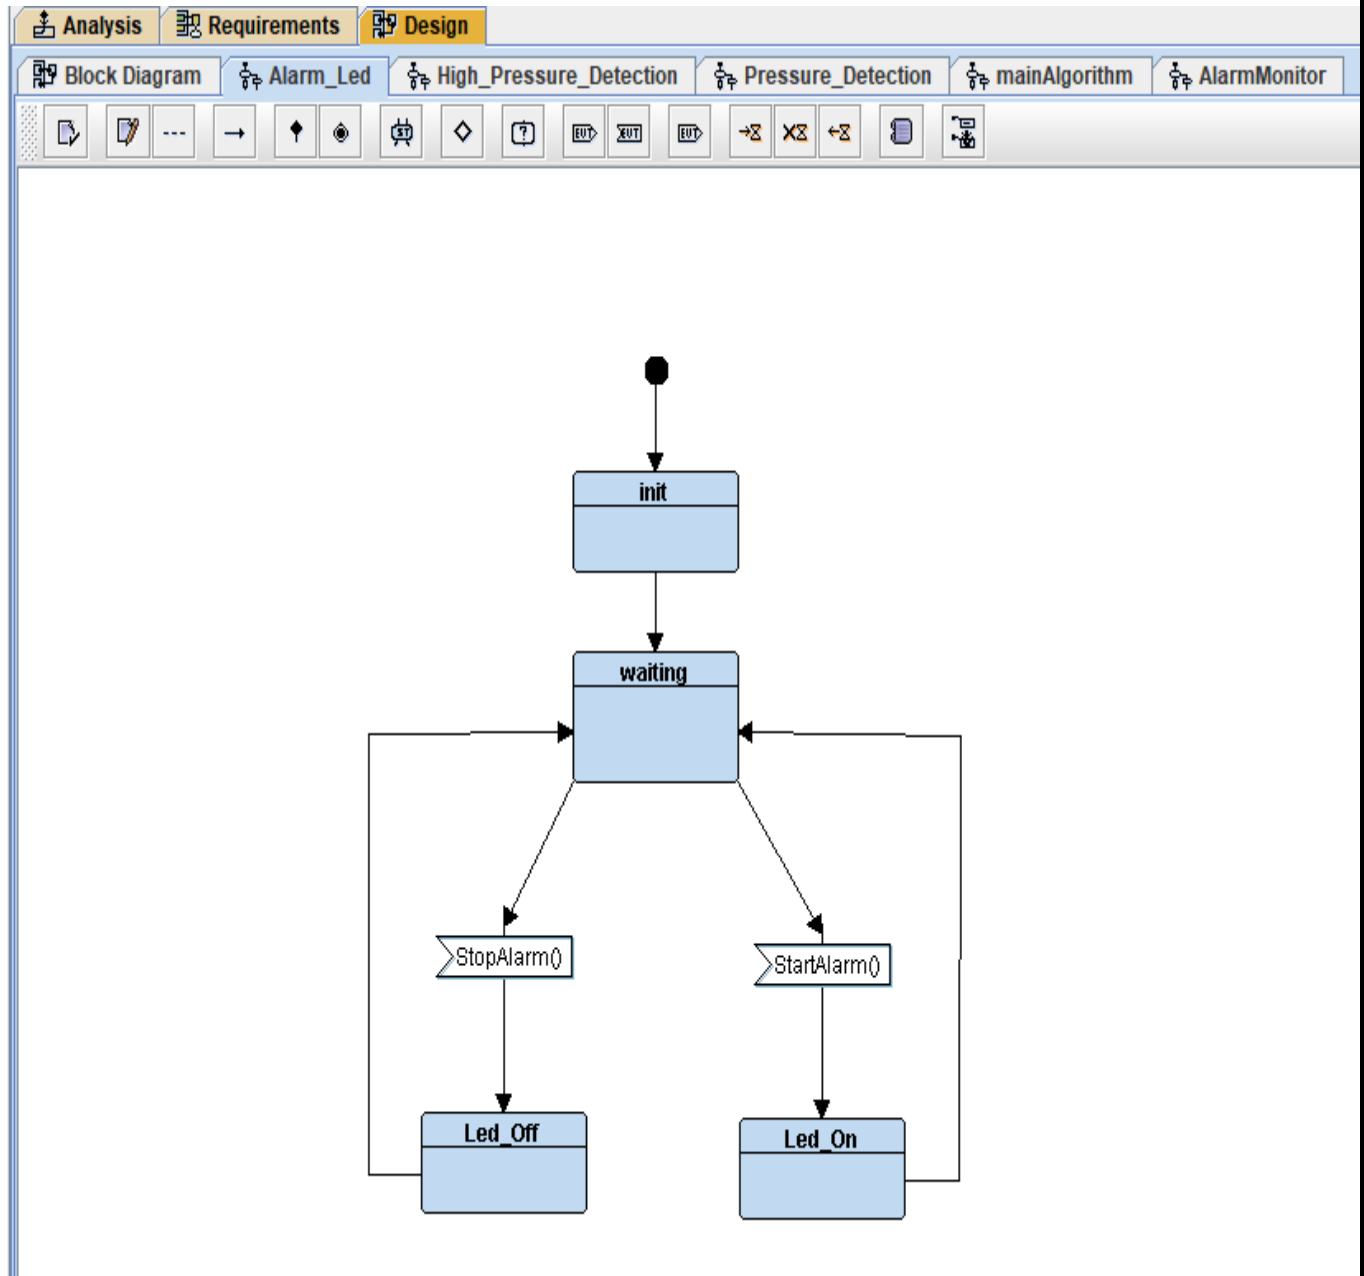 Analysis Requirements Design
Block Diagram Alarm_Led High_Pressure_Detection Pressure_Detection mainAlgorithm AlarmMonitor
init
waiting
StopAlarm()
StartAlarm()
Led_Off
Led_On